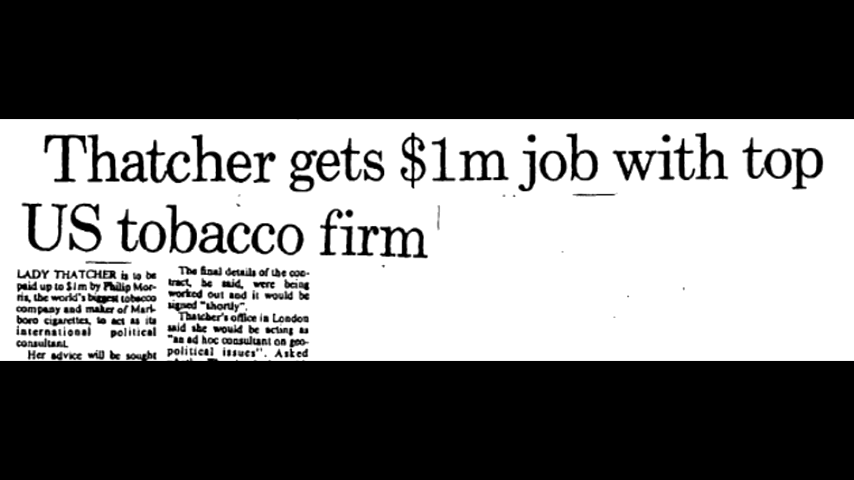 Thatcher gets $1m job with top
US tobacco firm
LADY THATCHER is to be
paid up to $1m by Philip Mor-
ris, the world's biggest tobacco
company and maker of Marl-
boro cigarettes, to act as its
international political
consultant.
Her advice will be sought
The final details of the con-
tract, he said, were being
worked out and it would be
signed "shortly".
Thatcher's office in London
said she would be acting as
"an ad hoc consultant on geo-
political issues". Asked